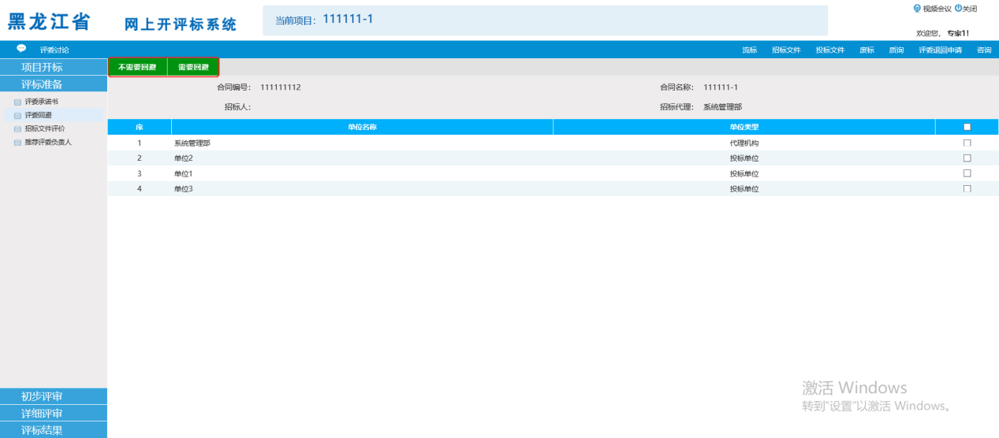 黑龙江省 网上开评标系统 当前项目: 111111-1 视频会议 关闭
欢迎您, 专家1!
评委讨论 流标 招标文件 投标文件 废标 质询 评委退回申请 咨询
项目开标
评标准备
评委承诺书
评委回避
招标文件评价
推荐评委负责人
初步评审
详细评审
评标结果
不需要回避 需要回避
合同编号: 111111112 合同名称: 111111-1
招标人: 招标代理: 系统管理部
序 单位名称 单位类型
1 系统管理部 代理机构
2 单位2 投标单位
3 单位1 投标单位
4 单位3 投标单位
激活 Windows
转到"设置"以激活 Windows。